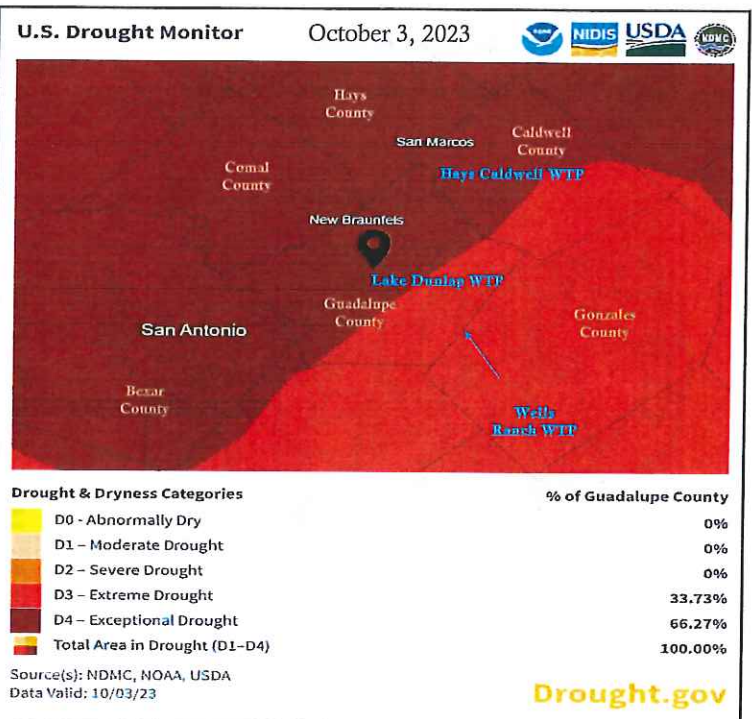 U.S. Drought Monitor
October 3, 2023
NOAA
NIDIS
USDA
NDMC
Hays
County
San Marcos
Caldwell
County
Comal
County
Hays Caldwell WTP
New Braunfels
Lake Dunlap WTP
Guadalupe
County
Gonzales
County
San Antonio
Bexar
County
Wells
Ranch WTP
Drought & Dryness Categories
% of Guadalupe County
D0 - Abnormally Dry
0%
D1 – Moderate Drought
0%
D2 – Severe Drought
0%
D3 – Extreme Drought
33.73%
D4 – Exceptional Drought
66.27%
Total Area in Drought (D1–D4)
100.00%
Source(s): NDMC, NOAA, USDA
Data Valid: 10/03/23
Drought.gov